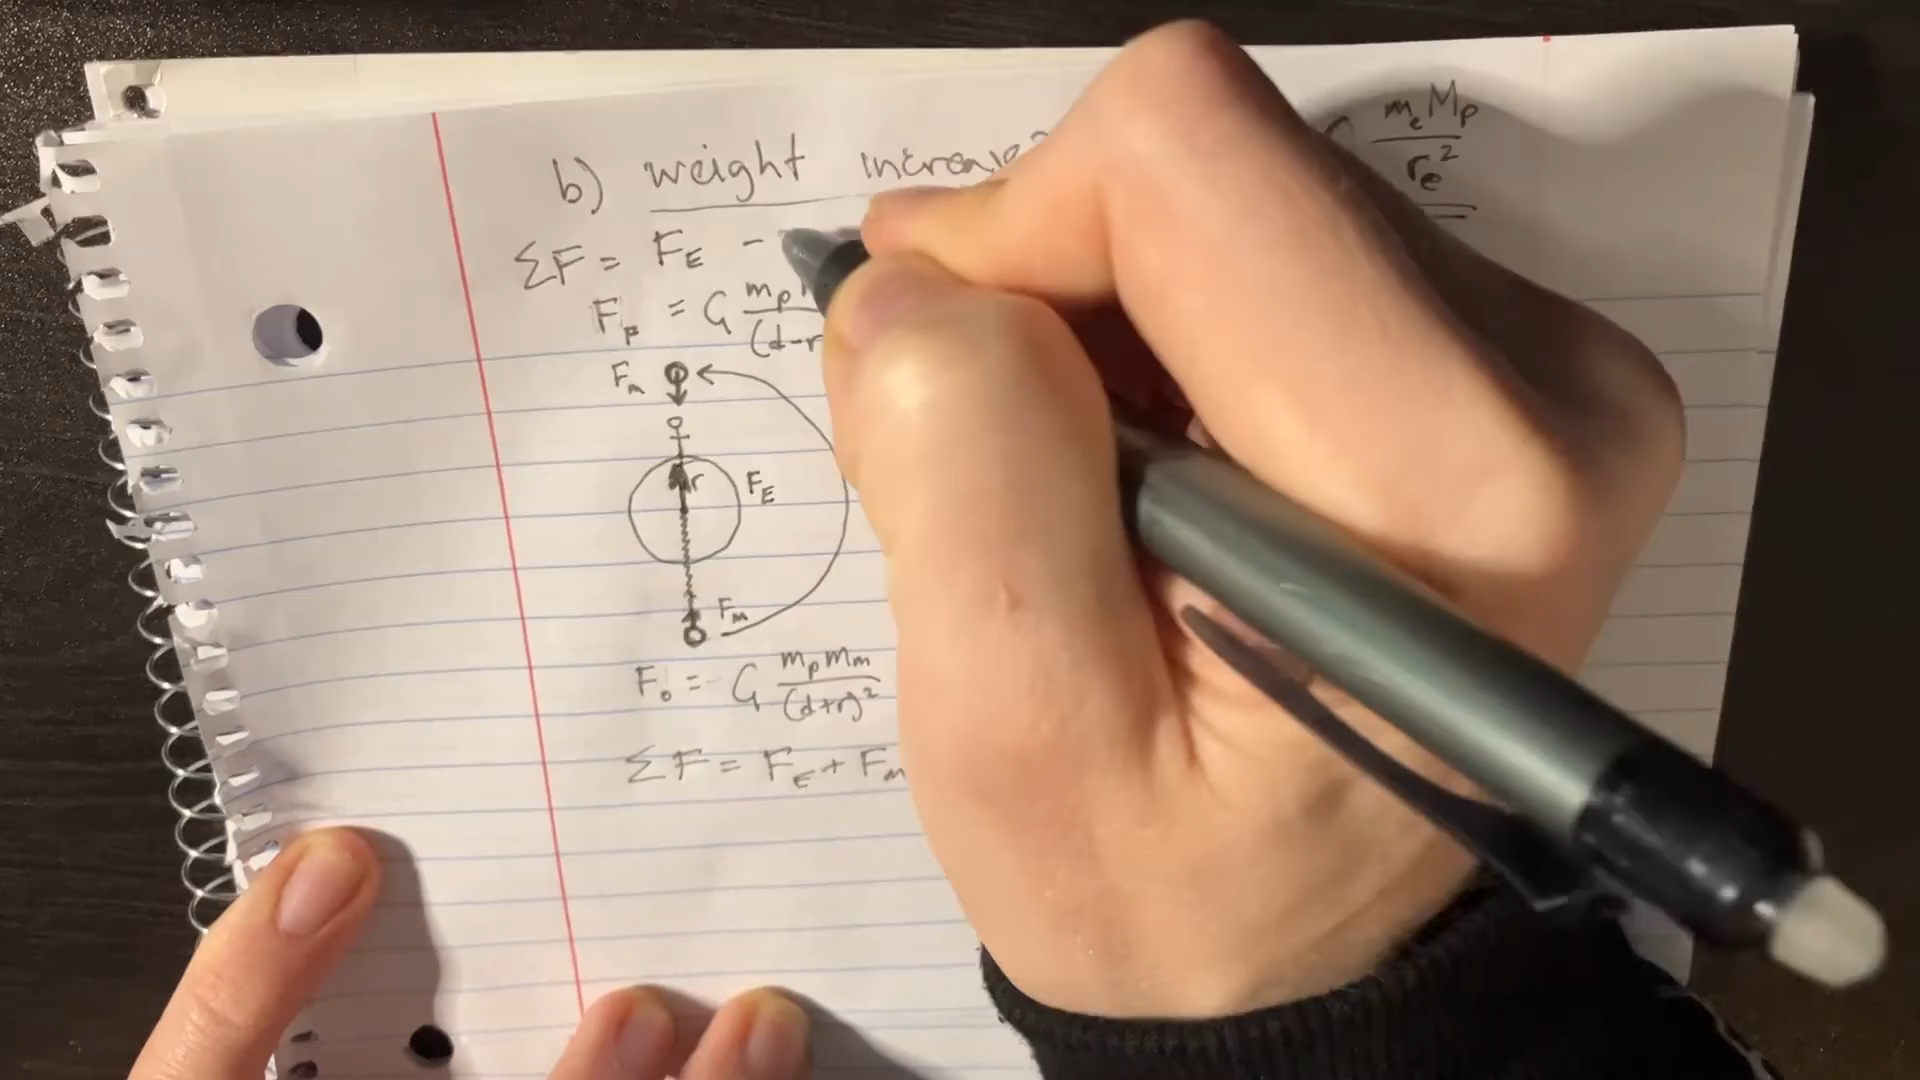 b) weight increase?
m_e M_p
r_e^2
ΣF = F_E -
F_p = G m_p
(d-r
F_m
r
F_E
F_m
F_o = G m_p m_m
(d+r)^2
ΣF = F_E + F_m